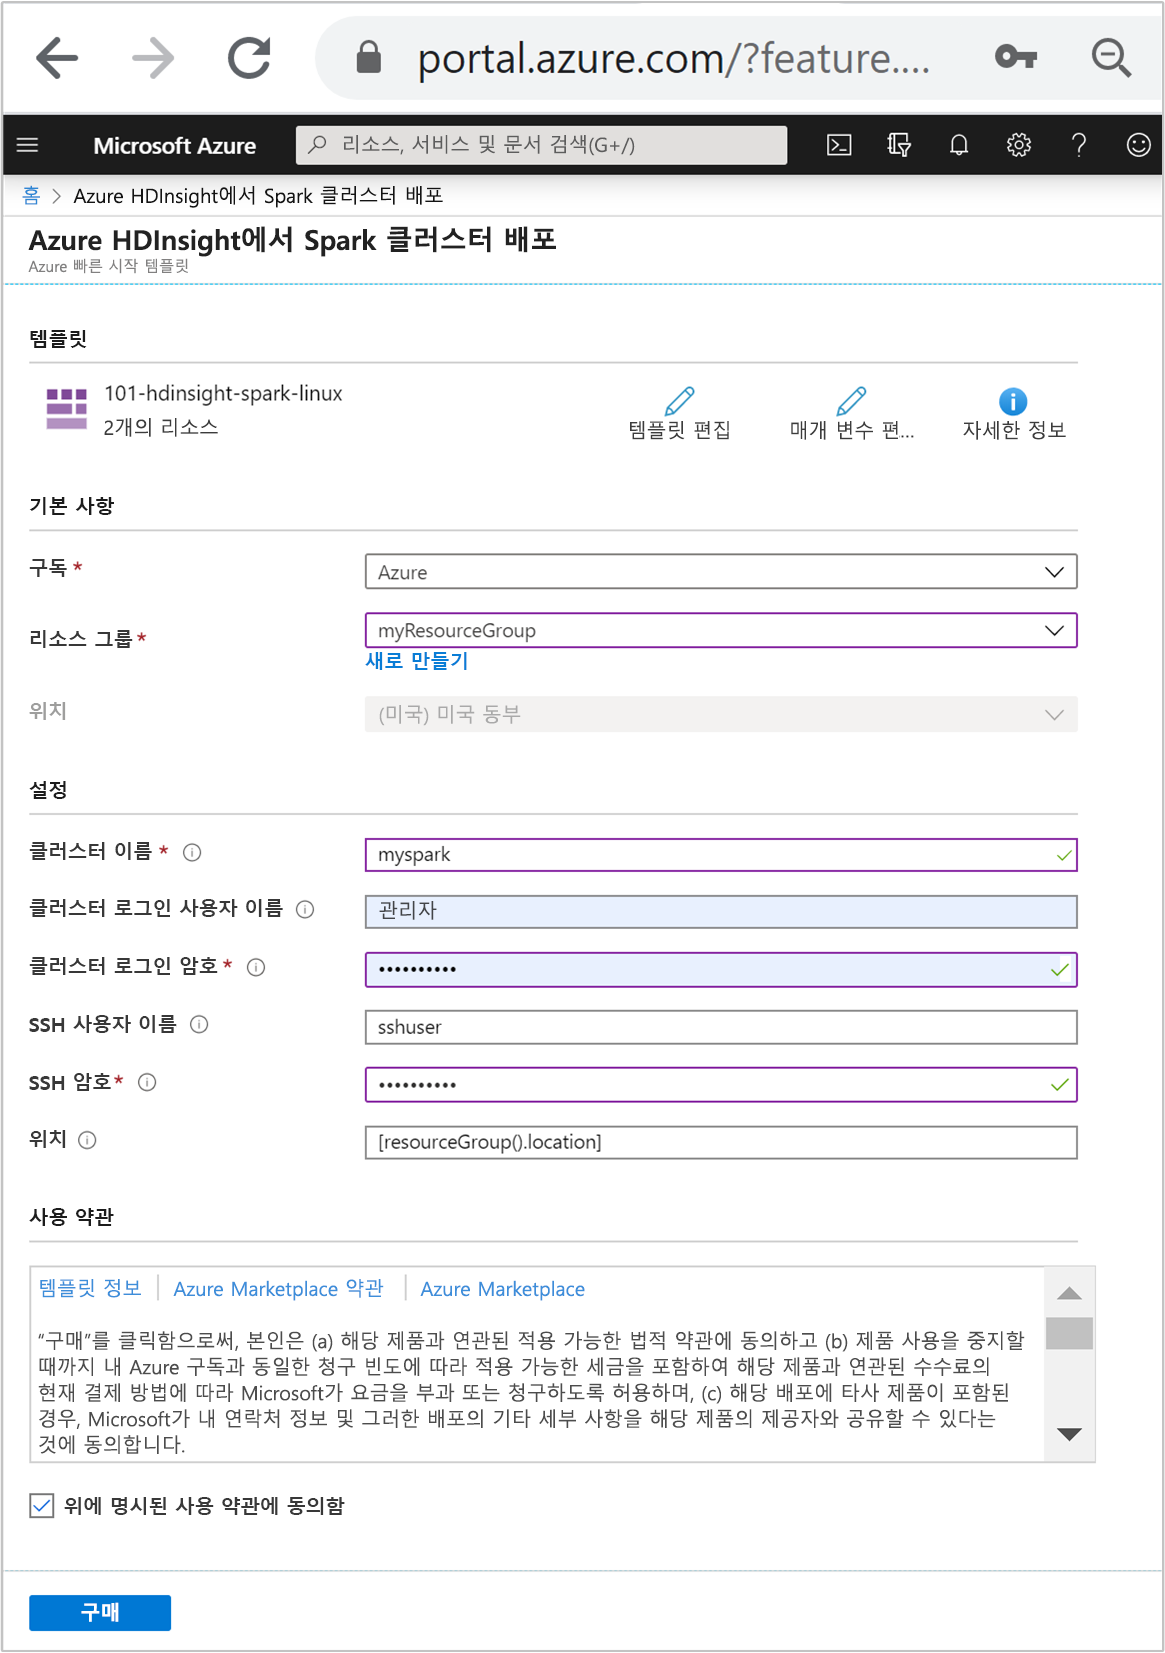 portal.azure.com/?feature....
Microsoft Azure
리소스, 서비스 및 문서 검색(G+/)
홈 > Azure HDInsight에서 Spark 클러스터 배포
Azure HDInsight에서 Spark 클러스터 배포
Azure 빠른 시작 템플릿
템플릿
101-hdinsight-spark-linux
2개의 리소스
템플릿 편집
매개 변수 편...
자세한 정보
기본 사항
구독 *
Azure
리소스 그룹*
myResourceGroup
새로 만들기
위치
(미국) 미국 동부
설정
클러스터 이름 *
myspark
클러스터 로그인 사용자 이름
관리자
클러스터 로그인 암호*
••••••••••
SSH 사용자 이름
sshuser
SSH 암호*
••••••••••
위치
[resourceGroup().location]
사용 약관
템플릿 정보 | Azure Marketplace 약관 | Azure Marketplace
“구매”를 클릭함으로써, 본인은 (a) 해당 제품과 연관된 적용 가능한 법적 약관에 동의하고 (b) 제품 사용을 중지할
때까지 내 Azure 구독과 동일한 청구 빈도에 따라 적용 가능한 세금을 포함하여 해당 제품과 연관된 수수료의
현재 결제 방법에 따라 Microsoft가 요금을 부과 또는 청구하도록 허용하며, (c) 해당 배포에 타사 제품이 포함된
경우, Microsoft가 내 연락처 정보 및 그러한 배포의 기타 세부 사항을 해당 제품의 제공자와 공유할 수 있다는
것에 동의합니다.
위에 명시된 사용 약관에 동의함
구매